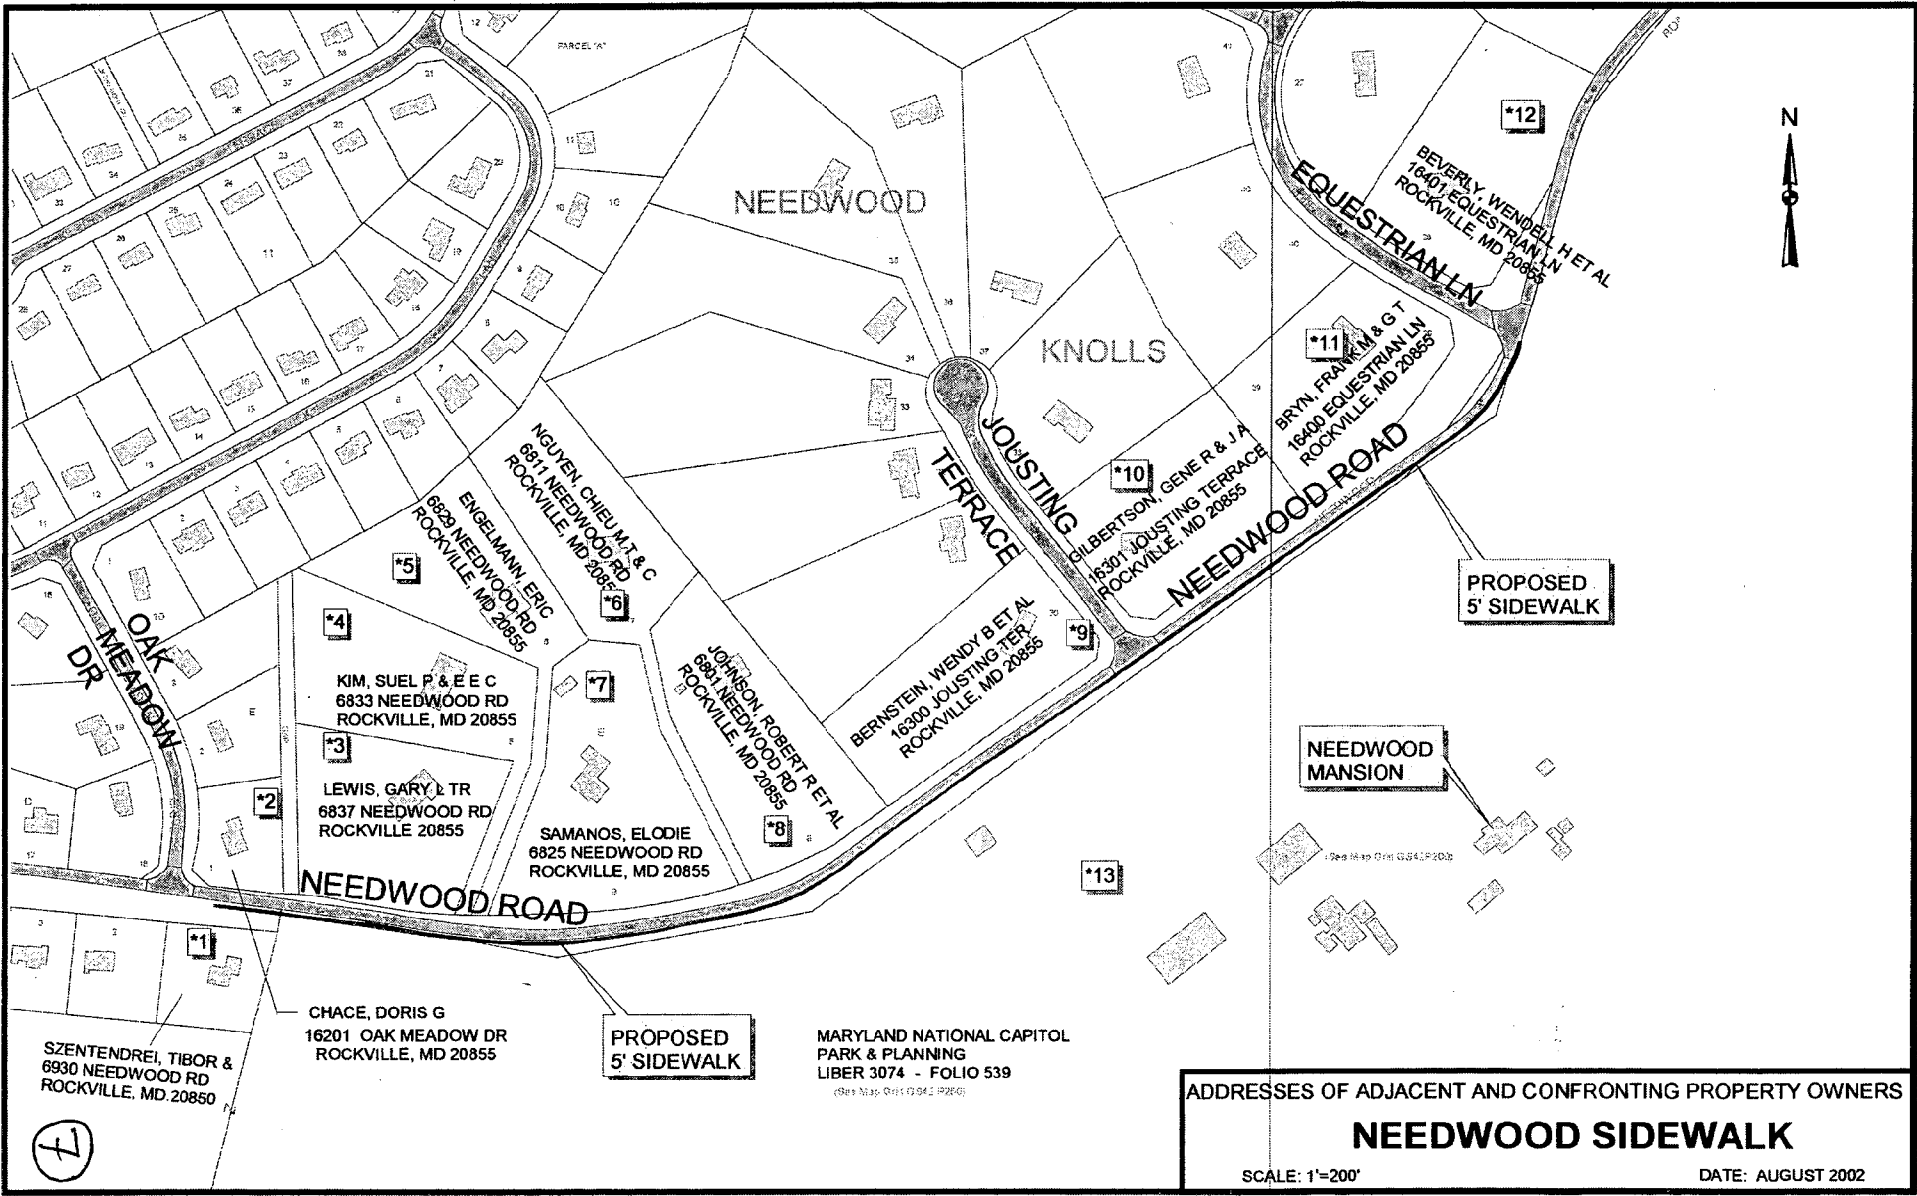 PARCEL "A"
N
*12
BEVERLY, WENDELL H ET AL
16401 EQUESTRIAN LN
ROCKVILLE, MD 20855
EQUESTRIAN LN
NEEDWOOD
KNOLLS
*11
BRYN, FRANK M & G T
16400 EQUESTRIAN LN
ROCKVILLE, MD 20855
JOUSTING
TERRACE
*10
GILBERTSON, GENE R & J A
16301 JOUSTING TERRACE
ROCKVILLE, MD 20855
NEEDWOOD ROAD
PROPOSED
5' SIDEWALK
NGUYEN, CHIEU M.T & C
6811 NEEDWOOD RD
ROCKVILLE, MD 20855
*6
ENGELMANN, ERIC
6829 NEEDWOOD RD
ROCKVILLE, MD 20855
*5
*4
KIM, SUEL P & E E C
6833 NEEDWOOD RD
ROCKVILLE, MD 20855
*3
LEWIS, GARY L TR
6837 NEEDWOOD RD
ROCKVILLE 20855
OAK
MEADOW
DR
*2
*7
SAMANOS, ELODIE
6825 NEEDWOOD RD
ROCKVILLE, MD 20855
JOHNSON, ROBERT R ET AL
6801 NEEDWOOD RD
ROCKVILLE, MD 20855
*8
BERNSTEIN, WENDY B ET AL
16300 JOUSTING TER
ROCKVILLE, MD 20855
*9
NEEDWOOD
MANSION
*13
NEEDWOOD ROAD
*1
CHACE, DORIS G
16201 OAK MEADOW DR
ROCKVILLE, MD 20855
SZENTENDREI, TIBOR &
6930 NEEDWOOD RD
ROCKVILLE, MD.20850
PROPOSED
5' SIDEWALK
MARYLAND NATIONAL CAPITOL
PARK & PLANNING
LIBER 3074 - FOLIO 539
7
ADDRESSES OF ADJACENT AND CONFRONTING PROPERTY OWNERS
NEEDWOOD SIDEWALK
SCALE: 1'=200'
DATE: AUGUST 2002